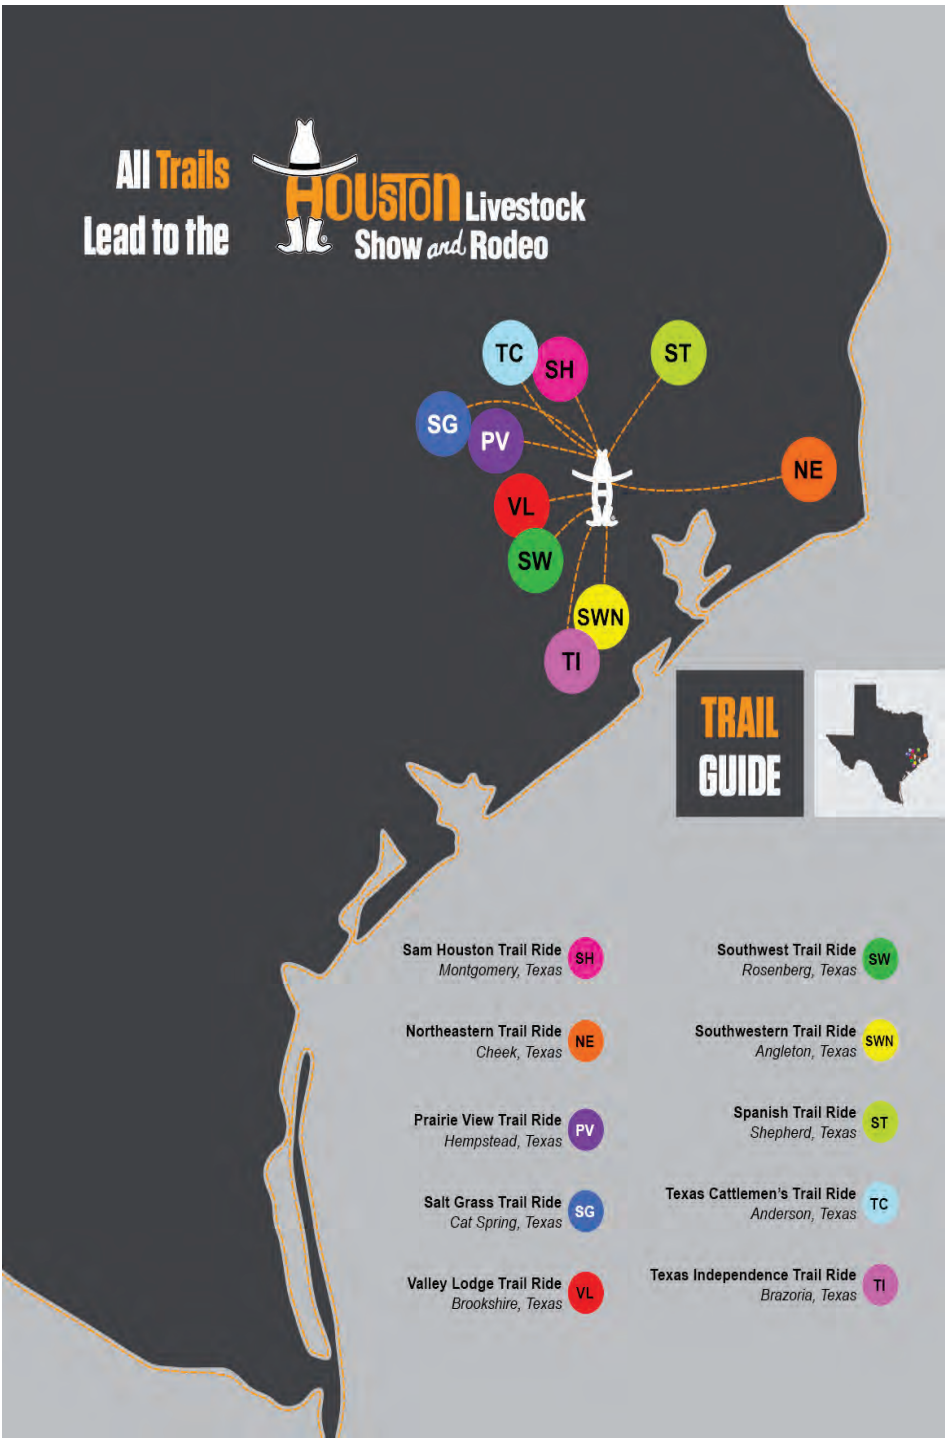 All Trails
Lead to the
HOUSTON Livestock
Show and Rodeo
®
TC
SH
ST
SG
PV
NE
VL
SW
SWN
TI
TRAIL
GUIDE
Sam Houston Trail Ride
Montgomery, Texas
SH
Northeastern Trail Ride
Cheek, Texas
NE
Prairie View Trail Ride
Hempstead, Texas
PV
Salt Grass Trail Ride
Cat Spring, Texas
SG
Valley Lodge Trail Ride
Brookshire, Texas
VL
Southwest Trail Ride
Rosenberg, Texas
SW
Southwestern Trail Ride
Angleton, Texas
SWN
Spanish Trail Ride
Shepherd, Texas
ST
Texas Cattlemen's Trail Ride
Anderson, Texas
TC
Texas Independence Trail Ride
Brazoria, Texas
TI